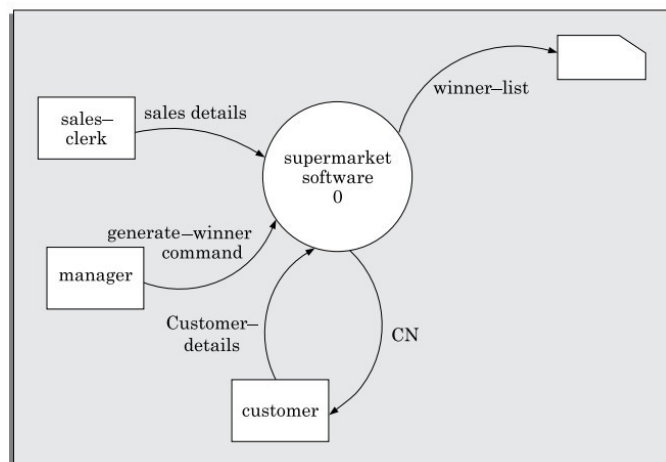 winner–list
sales–
clerk
sales details
supermarket
software
0
generate–winner
command
manager
Customer–
details
CN
customer